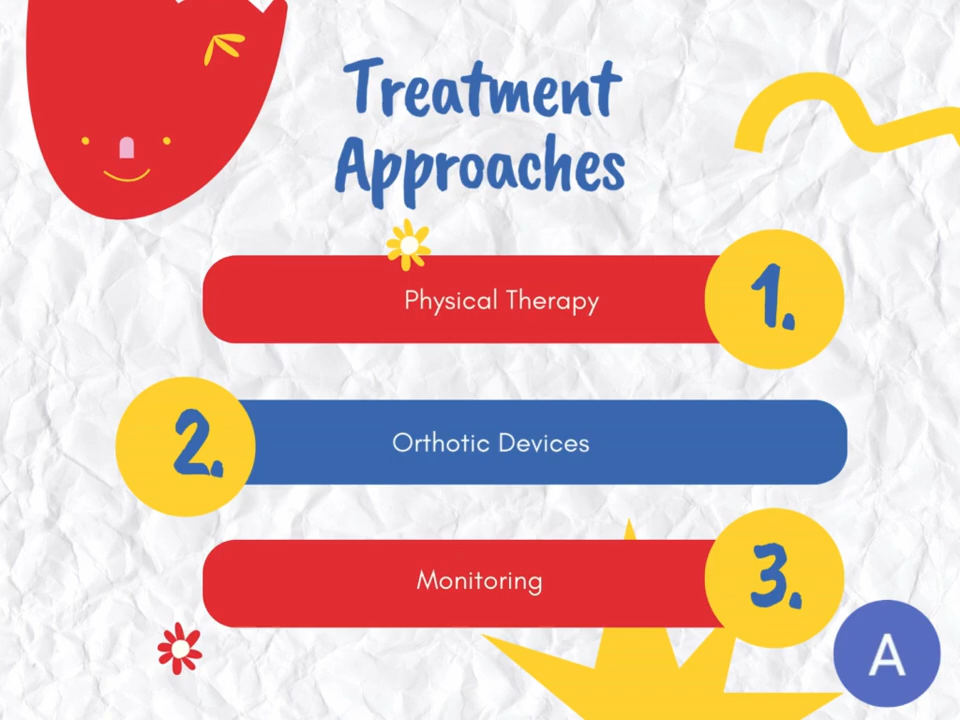 Treatment
Approaches
Physical Therapy
1.
2.
Orthotic Devices
Monitoring
3.
A